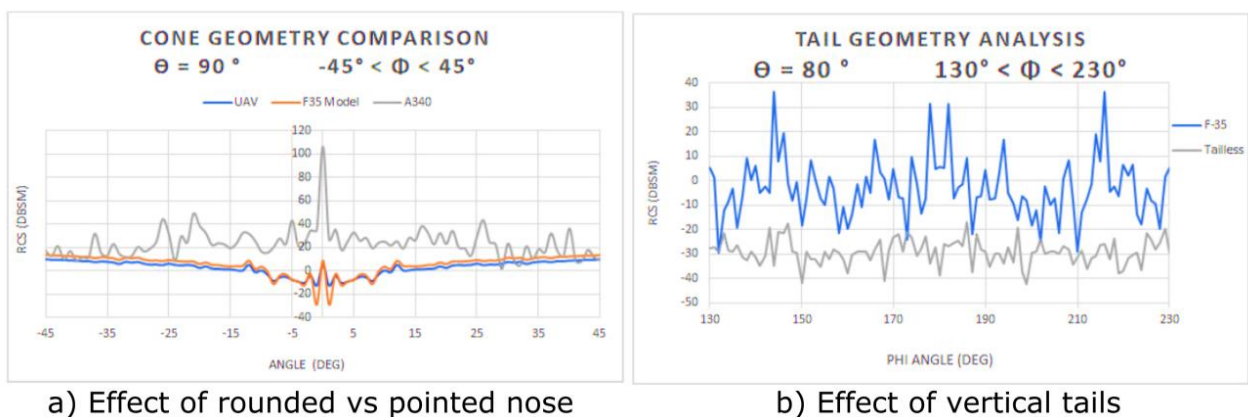 CONE GEOMETRY COMPARISON
Θ = 90 ° -45° < Φ < 45°
UAV F35 Model A340
120
100
80
60
40
20
0
-20
-40
RCS (DBSM)
-45 -35 -25 -15 -5 5 15 25 35 45
ANGLE (DEG)
a) Effect of rounded vs pointed nose
TAIL GEOMETRY ANALYSIS
Θ = 80 ° 130° < Φ < 230°
40
30
20
10
0
-10
-20
-30
-40
-50
RCS (DBSM)
130 150 170 190 210 230
PHI ANGLE (DEG)
F-35
Tailless
b) Effect of vertical tails